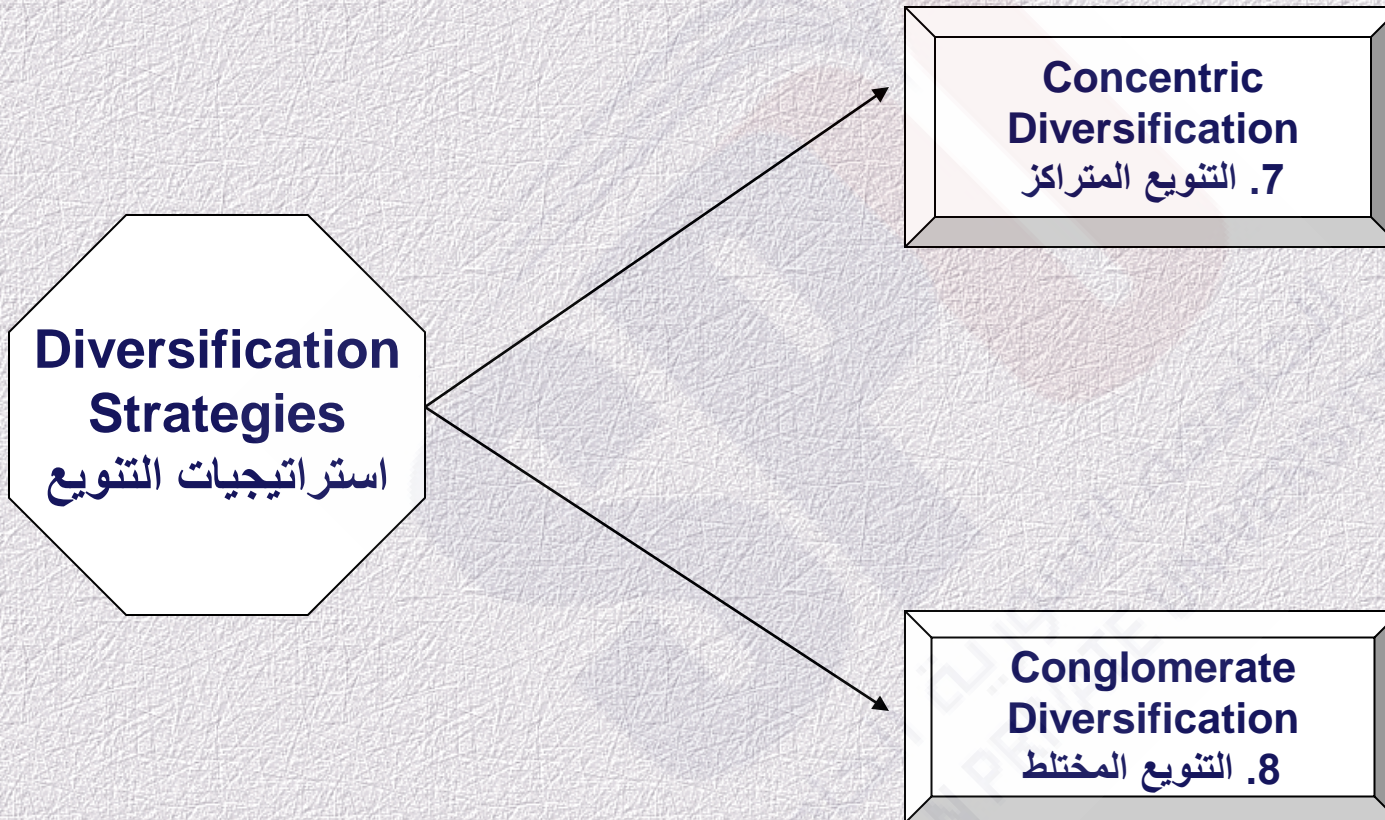 Diversification
Strategies
استراتيجيات التنويع
Concentric
Diversification
7. التنويع المتراكز
Conglomerate
Diversification
8. التنويع المختلط